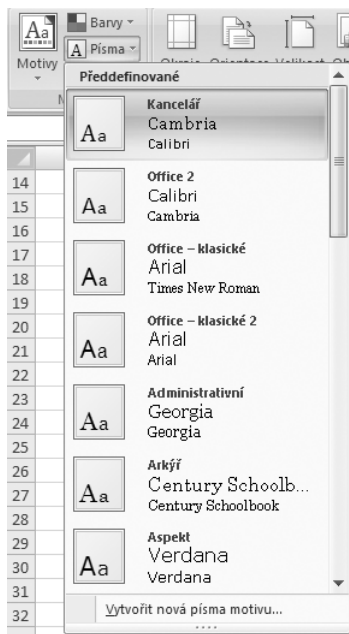 Aa
Motivy
Barvy
A Písma
Předdefinované
Aa
Kancelář
Cambria
Calibri
Aa
Office 2
Calibri
Cambria
Aa
Office – klasické
Arial
Times New Roman
Aa
Office – klasické 2
Arial
Arial
Aa
Administrativní
Georgia
Georgia
Aa
Arkýř
Century Schoolb...
Century Schoolbook
Aa
Aspekt
Verdana
Verdana
Vytvořit nová písma motivu...
14
15
16
17
18
19
20
21
22
23
24
25
26
27
28
29
30
31
32